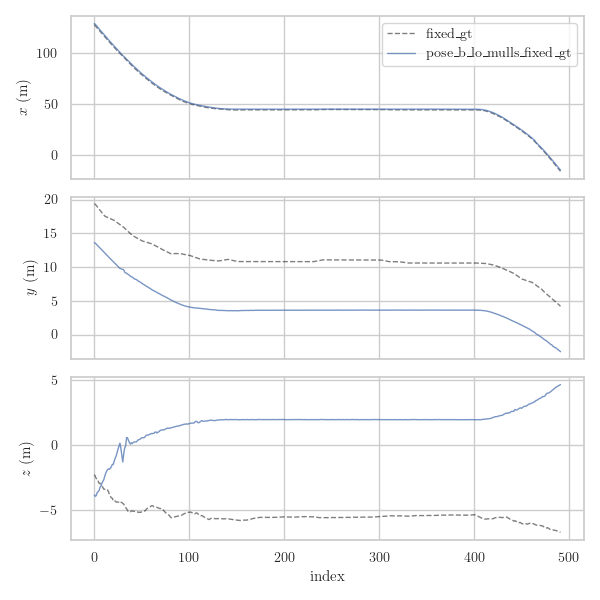 fixed_gt
pose_b_lo_mulls_fixed_gt
100
50
0
x (m)
20
15
10
5
0
y (m)
5
0
−5
z (m)
0 100 200 300 400 500
index